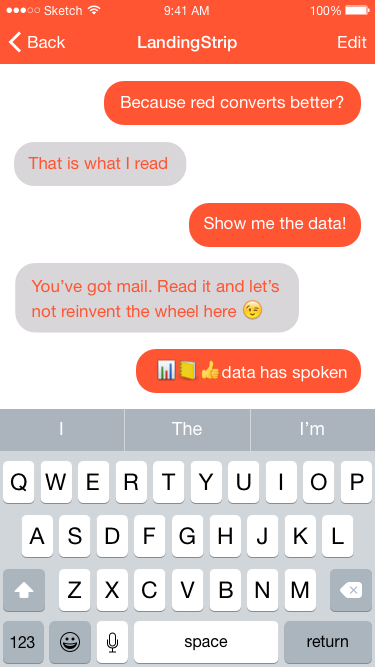 Sketch 9:41 AM 100%
Back LandingStrip Edit
Because red converts better?
That is what I read
Show me the data!
You’ve got mail. Read it and let’s
not reinvent the wheel here 😉
📊📒👍data has spoken
I The I’m
Q W E R T Y U I O P
A S D F G H J K L
Z X C V B N M
123 space return